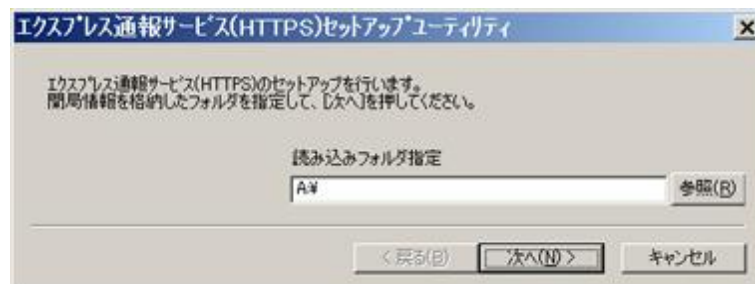 エクスプレス通報サービス(HTTPS)セットアップユーティリティ
エクスプレス通報サービス(HTTPS)のセットアップを行います。
開局情報を格納したフォルダを指定して、[次へ]を押してください。
読み込みフォルダ指定
A:¥
参照(R)
< 戻る(B)
次へ(N) >
キャンセル